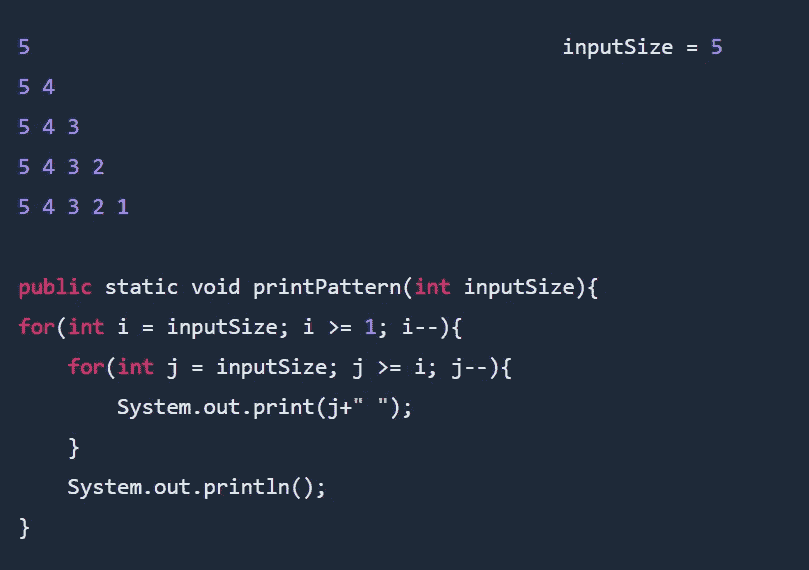 5 inputSize = 5
5 4
5 4 3
5 4 3 2
5 4 3 2 1
public static void printPattern(int inputSize){
for(int i = inputSize; i >= 1; i--){
for(int j = inputSize; j >= i; j--){
System.out.print(j+" ");
}
System.out.println();
}